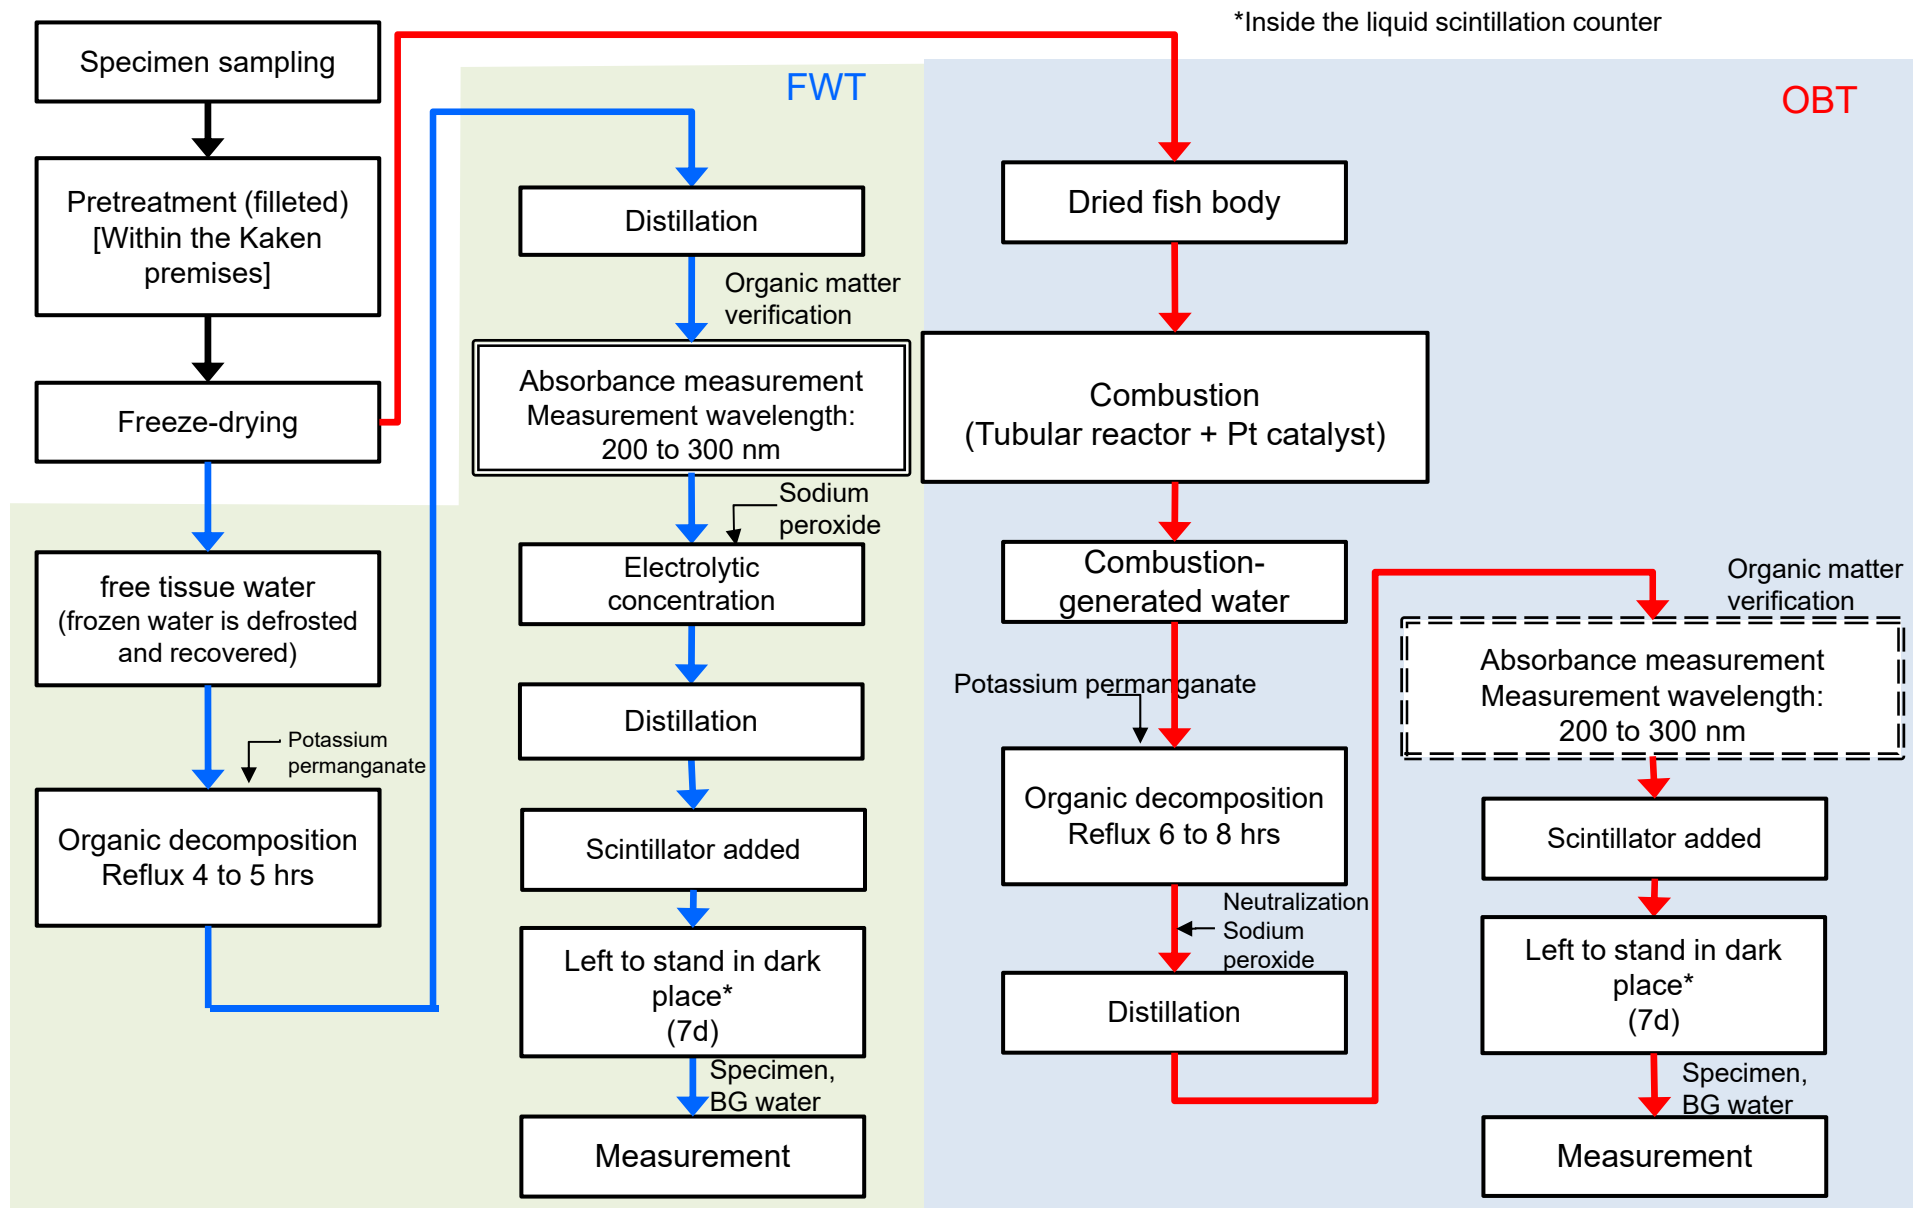 *Inside the liquid scintillation counter
Specimen sampling
Pretreatment (filleted)
[Within the Kaken
premises]
Freeze-drying
free tissue water
(frozen water is defrosted
and recovered)
Potassium
permanganate
Organic decomposition
Reflux 4 to 5 hrs
FWT
Distillation
Organic matter
verification
Absorbance measurement
Measurement wavelength:
200 to 300 nm
Sodium
peroxide
Electrolytic
concentration
Distillation
Scintillator added
Left to stand in dark
place*
(7d)
Specimen,
BG water
Measurement
OBT
Dried fish body
Combustion
(Tubular reactor + Pt catalyst)
Combustion-
generated water
Potassium permanganate
Organic decomposition
Reflux 6 to 8 hrs
Neutralization
Sodium
peroxide
Distillation
Organic matter
verification
Absorbance measurement
Measurement wavelength:
200 to 300 nm
Scintillator added
Left to stand in dark
place*
(7d)
Specimen,
BG water
Measurement